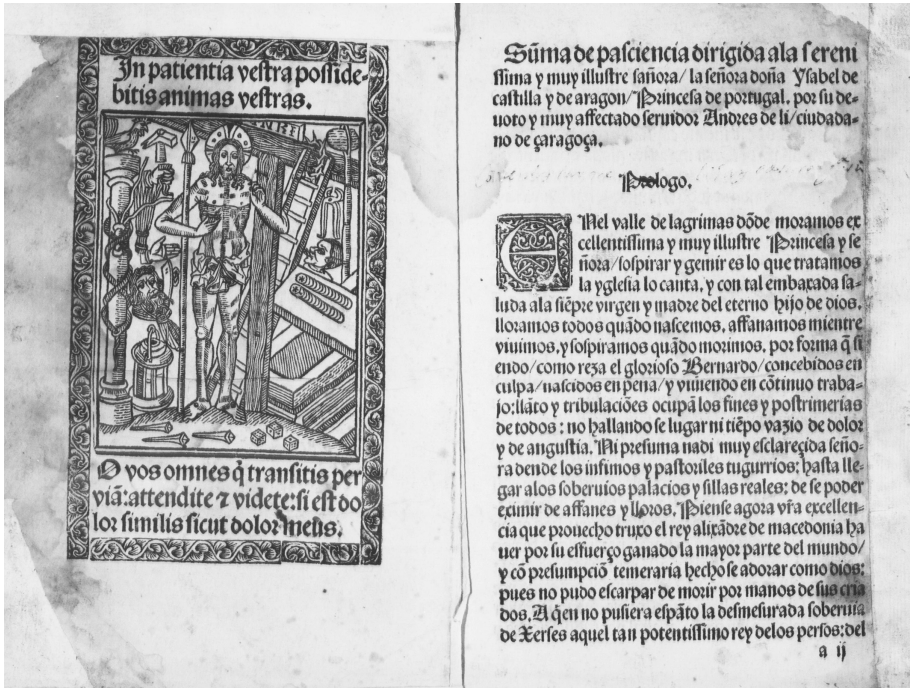 In patientia vestra posside-
bitis animas vestras.
INRI
O vos omnes q̃ transitis per
viã: attendite ⁊ videte: si est do
lor similis sicut dolor meus.
Sũma de pasciencia dirigida ala sereni
ssima y muy illustre sañora/ la señora doña Ysabel de
castilla y de aragon/ Princesa de portugal, por su de-
uoto y muy affectado seruidor Andres de li/ ciudada-
no de çaragoça.
Prologo.
ENel valle de lagrimas dõde moramos ex
cellentissima y muy illustre Princesa y se
ñora/ sospirar y gemir es lo que tratamos
la yglesia lo canta, y con tal embaxada sa-
luda ala siẽpre virgen y madre del eterno hijo de dios.
lloramos todos quãdo nascemos, affanamos mientre
viuimos, y sospiramos quãdo morimos, por forma q̃ si
endo/ como reza el glorioso Bernardo/ concebidos en
culpa/ nascidos en pena/ y viuiendo en cõtinuo traba-
jo: llãto y tribulaciões ocupã los fines y postrimerias
de todos: no hallando se lugar ni tiẽpo vazio de dolor
y de angustia. Ni presuma nadi muy esclareçida seño-
ra dende los infimos y pastoriles tugurrios: hasta lle-
gar alos soberuios palacios y sillas reales: de se poder
eximir de affanes y lloros. Piense agora vr̃a excellen-
cia que prouecho truxo el rey alixãdre de macedonia ha
uer por su esfuerço ganado la mayor parte del mundo/
y cõ presumpciõ temeraria hecho se adorar como dios:
pues no pudo escarpar de morir por manos de sus cria
dos. A q̃en no pusiera espãto la desmesurada soberuia
de Xerses aquel tan potentissimo rey delos persos: del
a ij